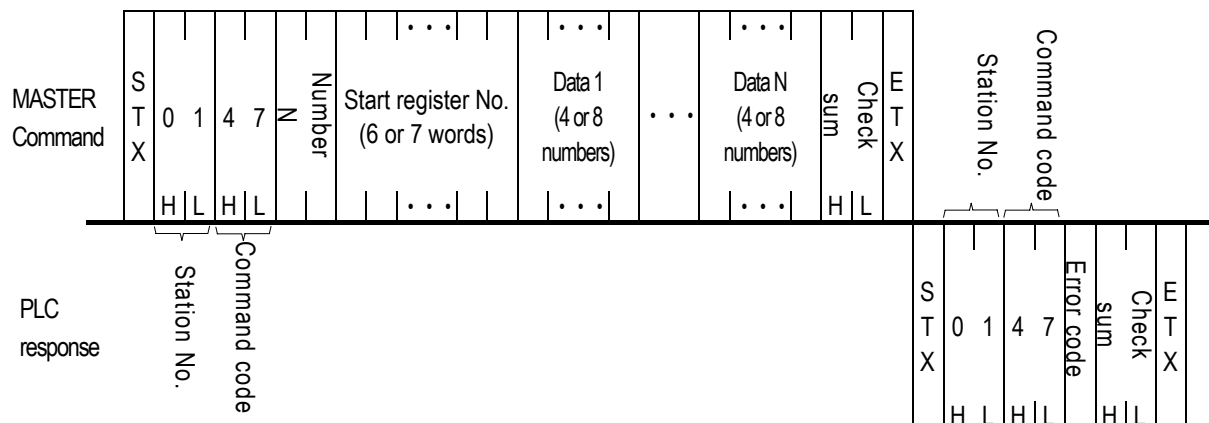 MASTER
Command
S
T
X
0 1
4 7
N
Number
Start register No.
(6 or 7 words)
Data 1
(4 or 8
numbers)
Data N
(4 or 8
numbers)
sum
Check
E
T
X
H L
H L
H L
Station No.
Command code
Station No.
Command code
PLC
response
S
T
X
0 1
4 7
Error code
sum
Check
E
T
X
H L
H L
H L